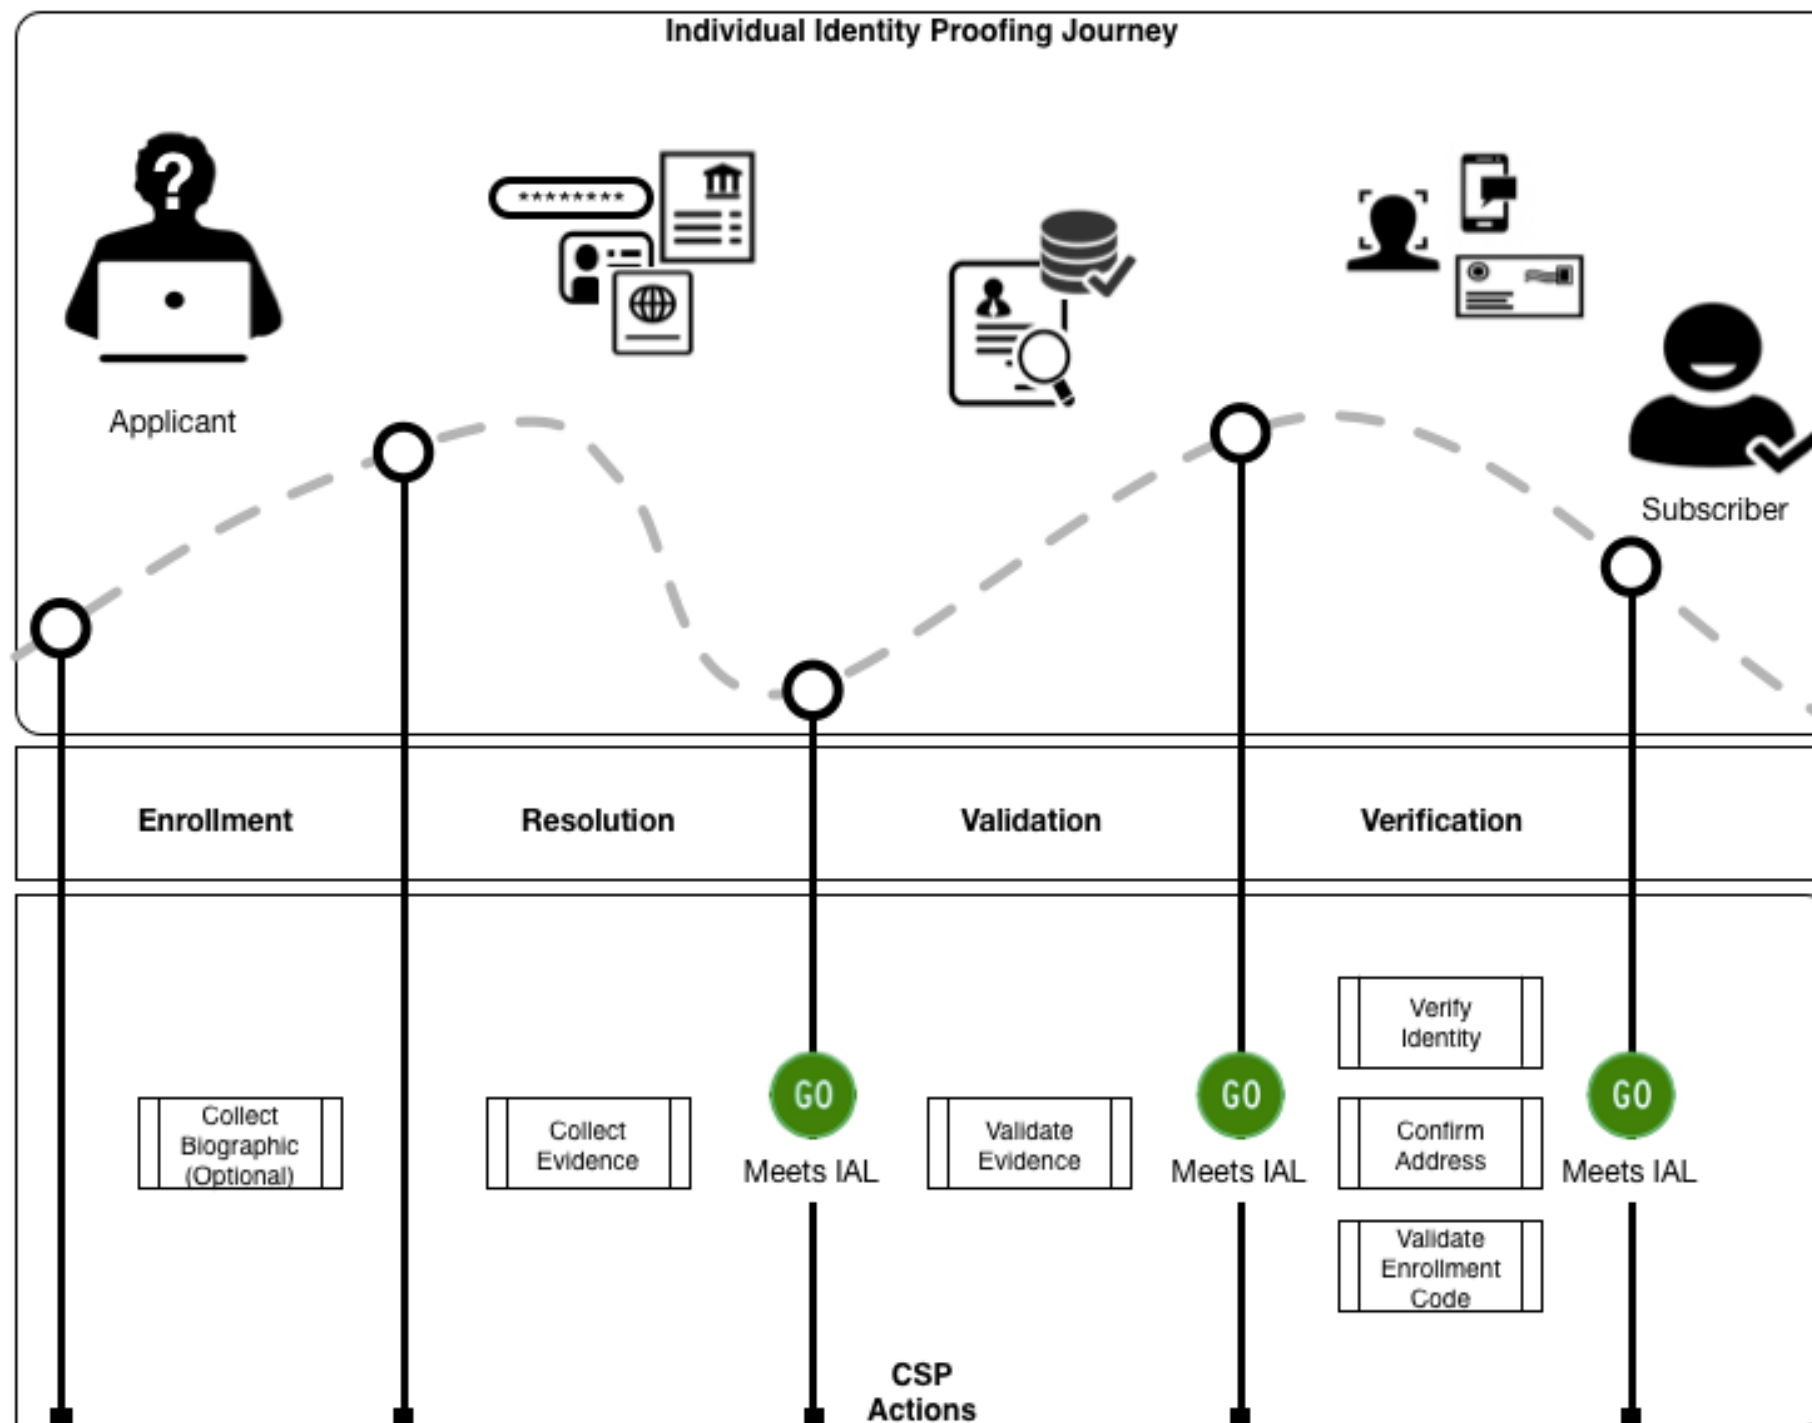 Individual Identity Proofing Journey
?
********
Applicant
Subscriber
Enrollment
Resolution
Validation
Verification
Collect
Biographic
(Optional)
Collect
Evidence
GO
Meets IAL
Validate
Evidence
GO
Meets IAL
Verify
Identity
Confirm
Address
Validate
Enrollment
Code
GO
Meets IAL
CSP
Actions